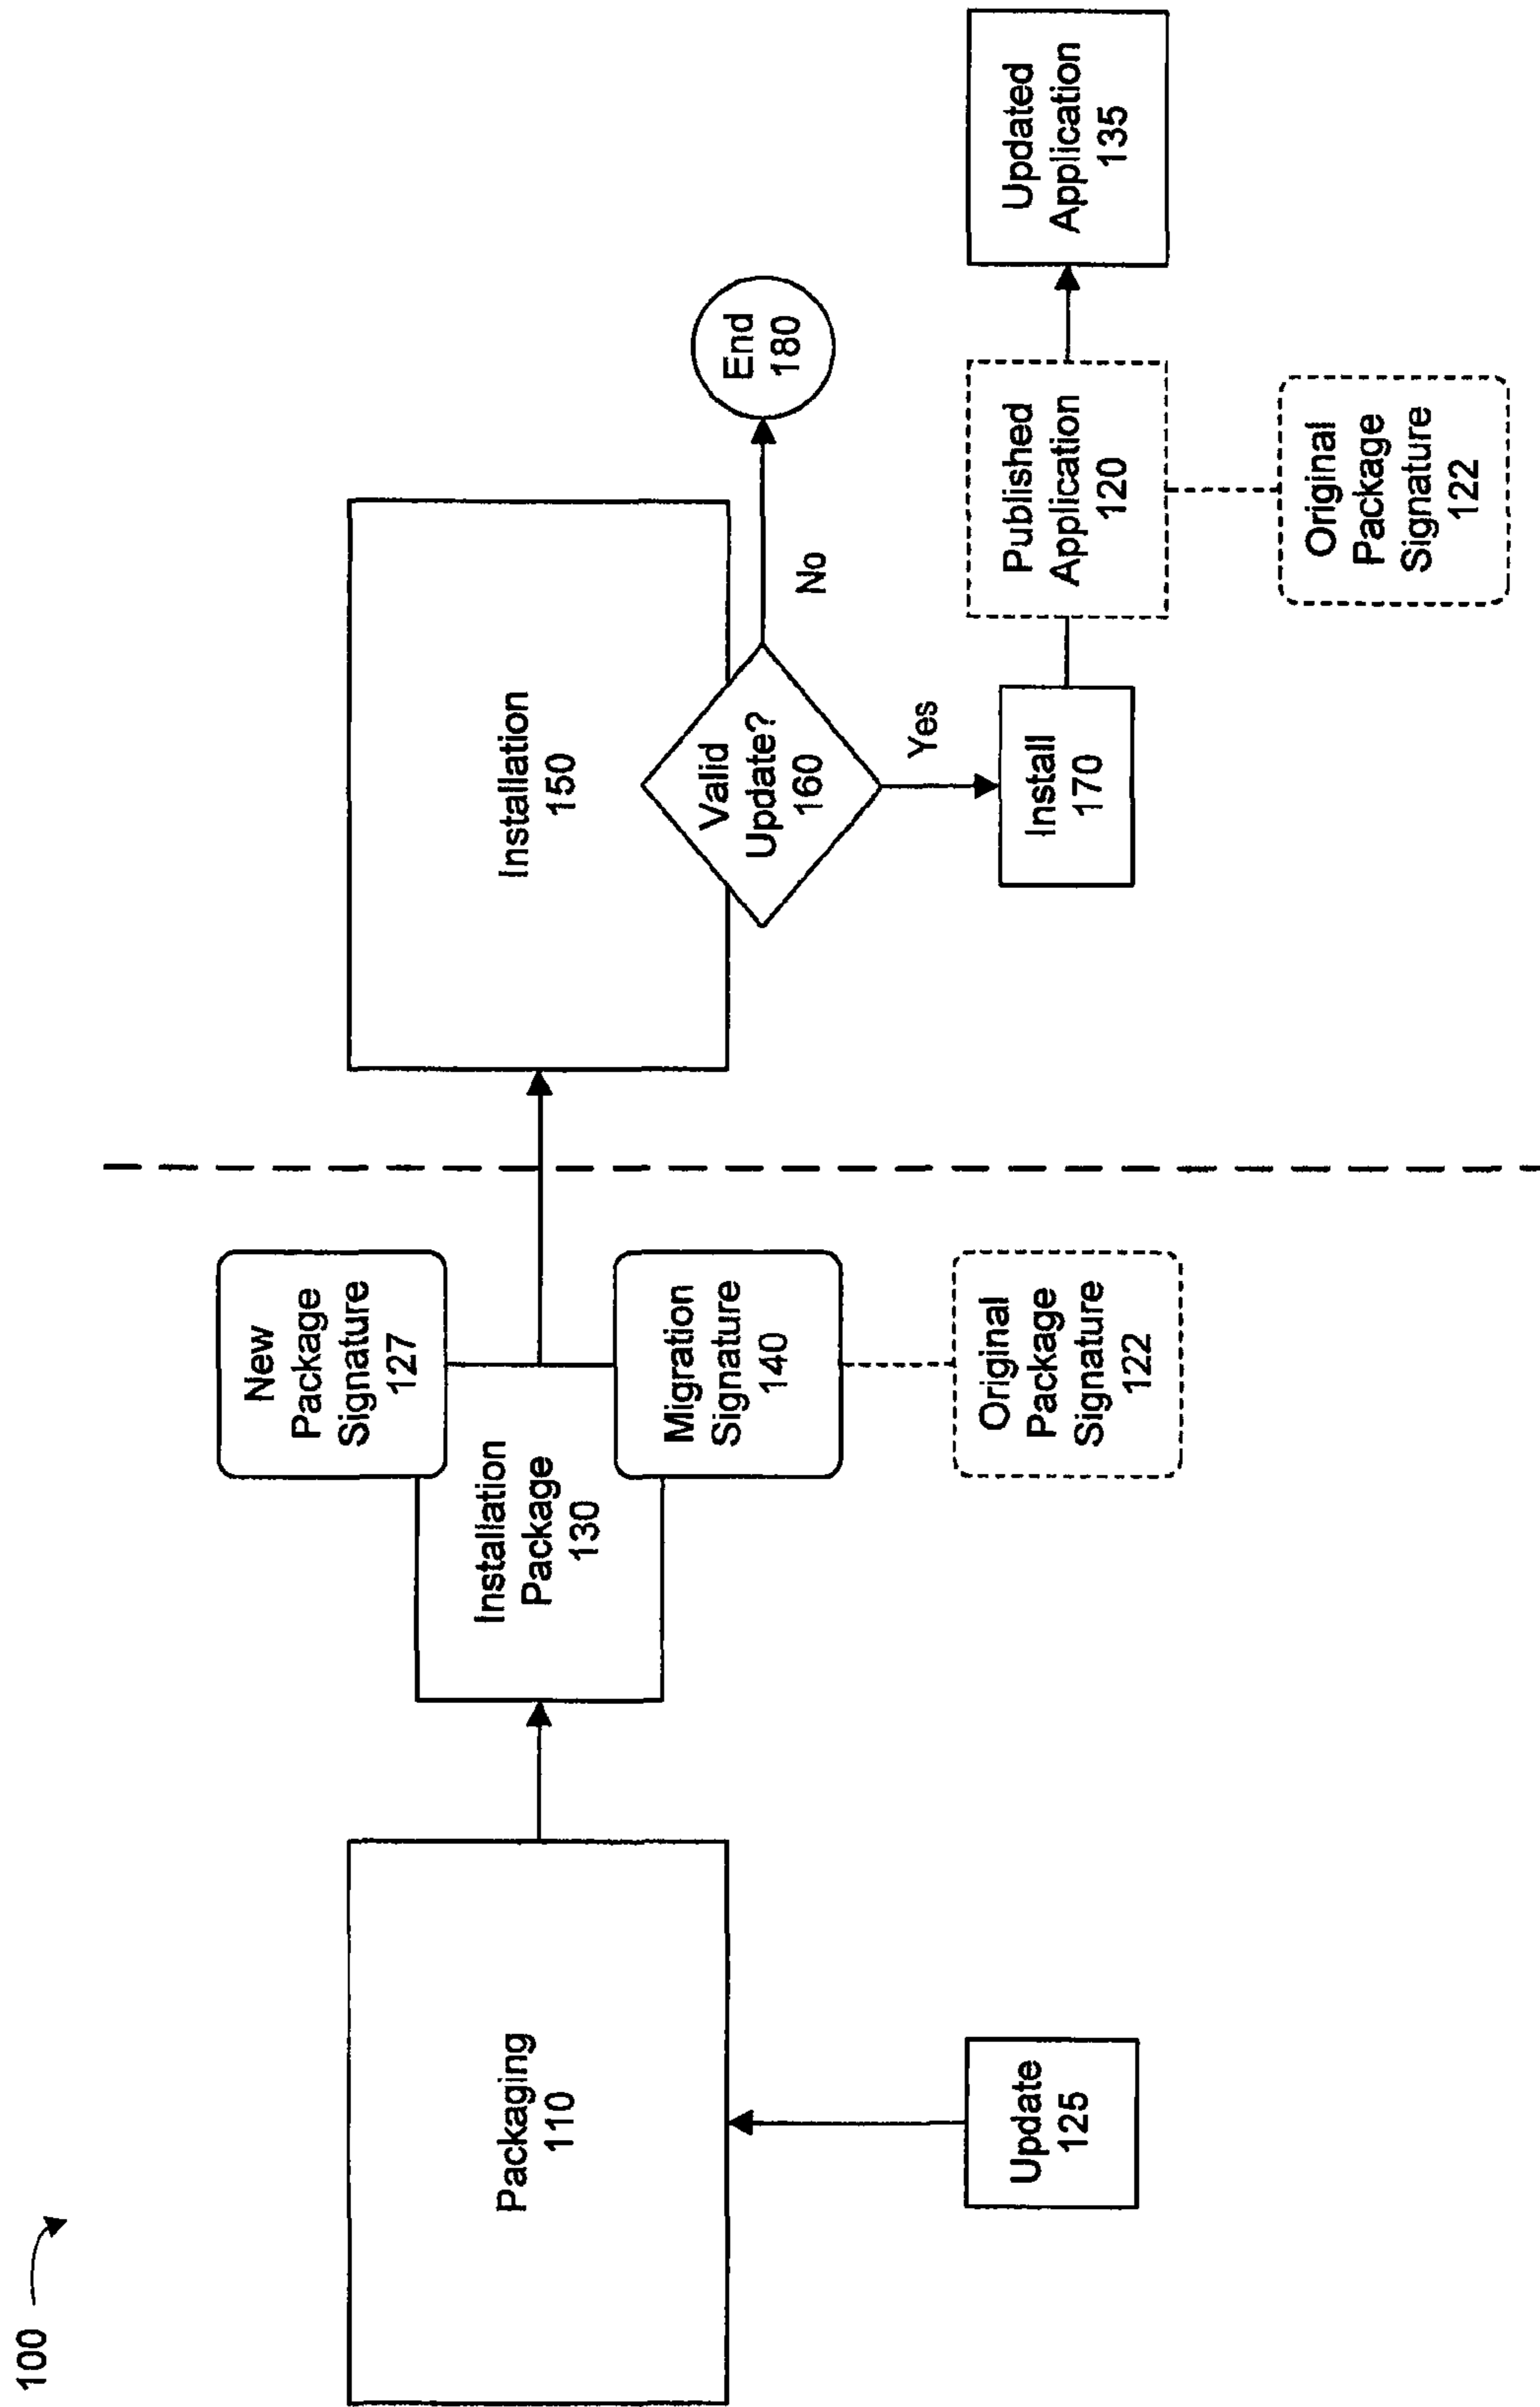 100
Packaging
110
Update
125
Installation
Package
130
New
Package
Signature
127
Migration
Signature
140
Original
Package
Signature
122
Installation
150
Valid
Update?
160
No
End
180
Yes
Install
170
Published
Application
120
Original
Package
Signature
122
Updated
Application
135